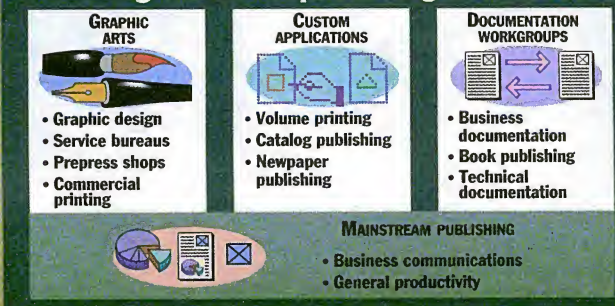 GRAPHIC
ARTS
• Graphic design
• Service bureaus
• Prepress shops
• Commercial
printing
CUSTOM
APPLICATIONS
• Volume printing
• Catalog publishing
• Newpaper
publishing
DOCUMENTATION
WORKGROUPS
• Business
documentation
• Book publishing
• Technical
documentation
MAINSTREAM PUBLISHING
• Business communications
• General productivity